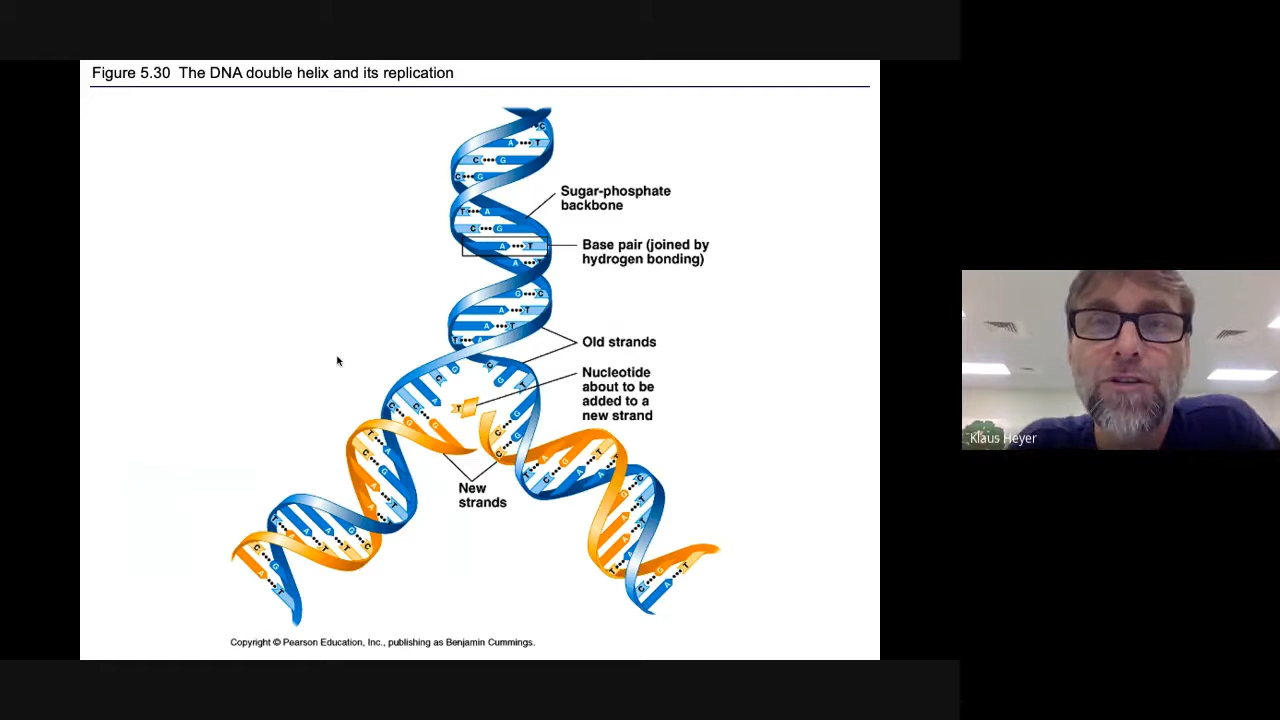 Figure 5.30 The DNA double helix and its replication
Sugar-phosphate
backbone
Base pair (joined by
hydrogen bonding)
Old strands
Nucleotide
about to be
added to a
new strand
New
strands
Klaus Heyer
Copyright © Pearson Education, Inc., publishing as Benjamin Cummings.